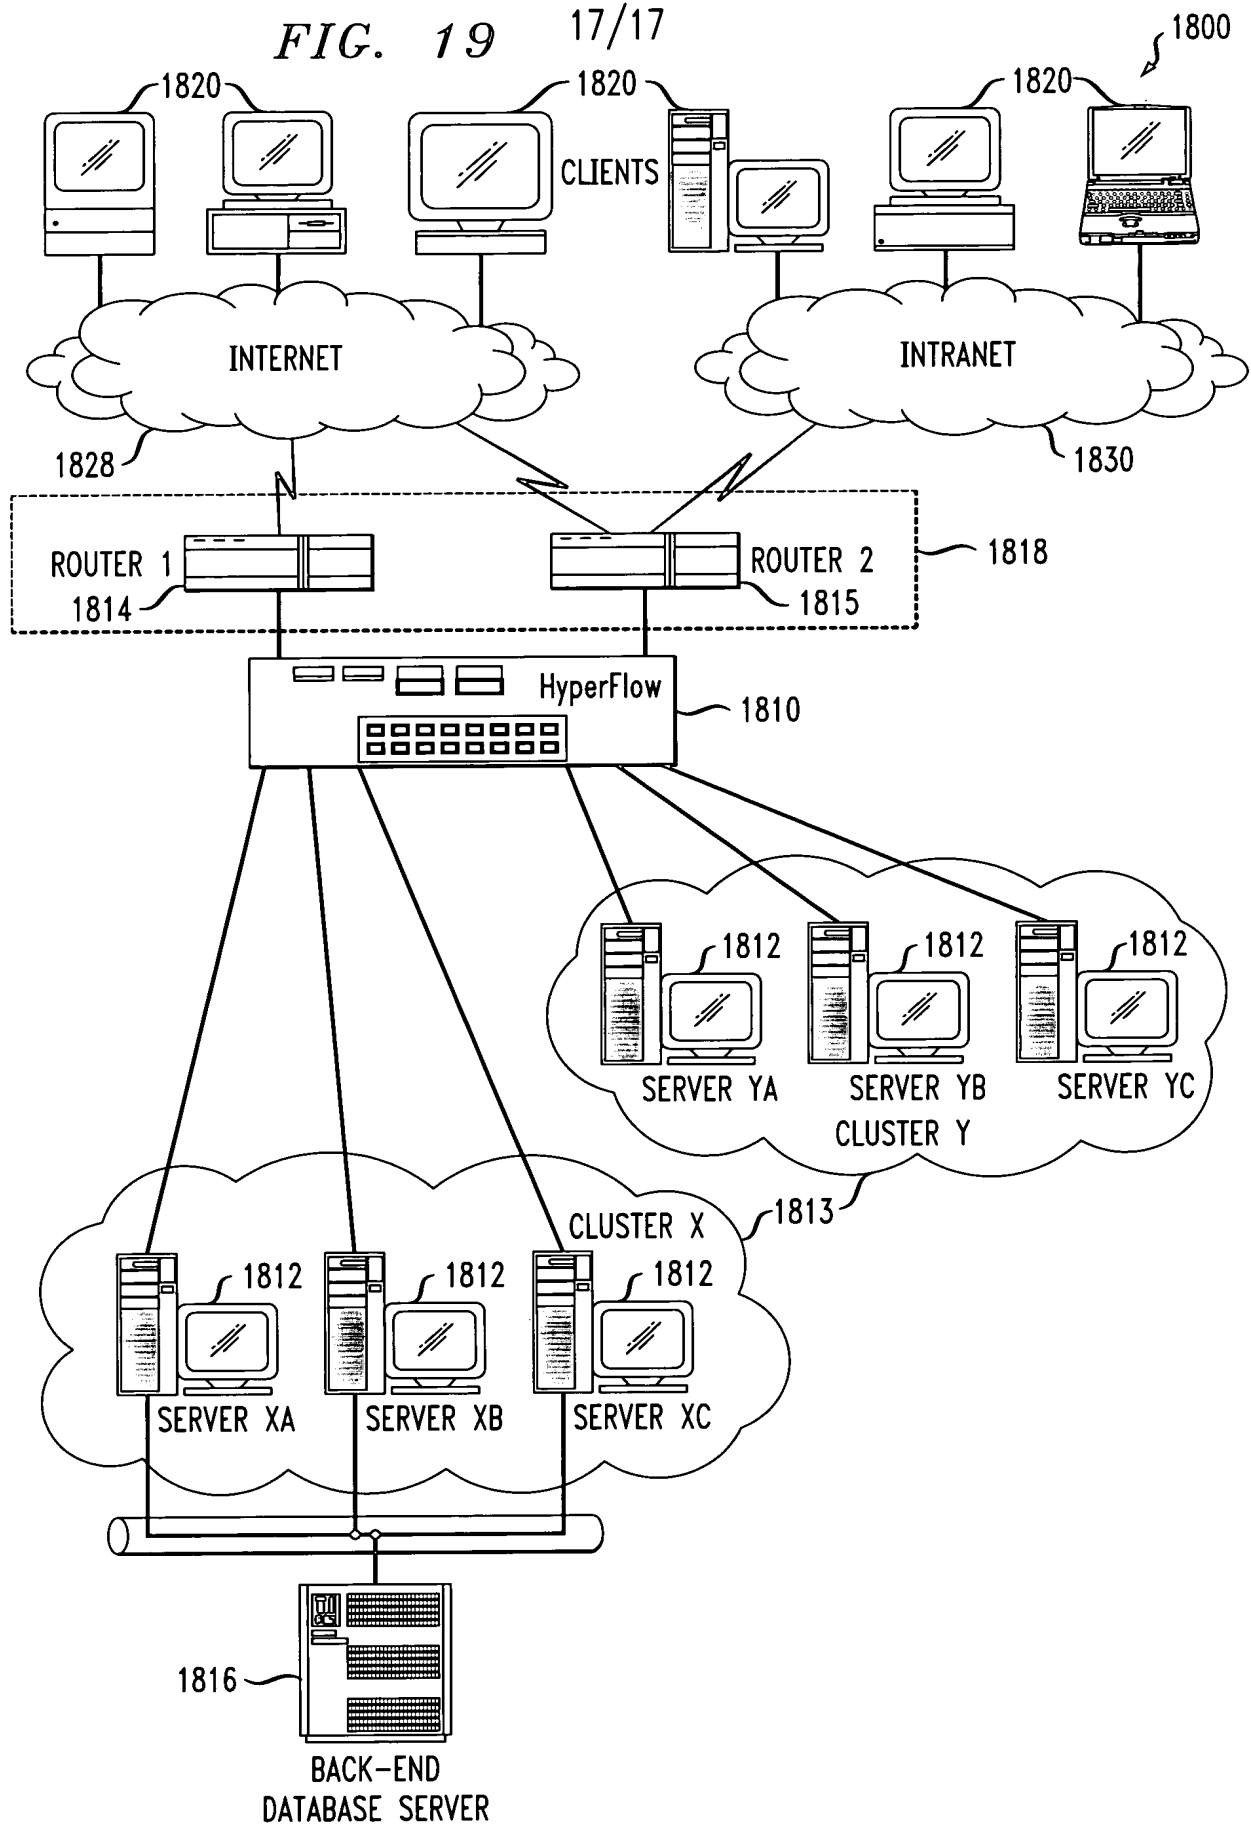 FIG. 19
17/17
1800
1820
1820
1820
CLIENTS
INTERNET
INTRANET
1828
1830
ROUTER 1
1814
ROUTER 2
1815
1818
HyperFlow
1810
1812
1812
1812
SERVER YA
SERVER YB
SERVER YC
CLUSTER Y
1813
CLUSTER X
1812
1812
1812
SERVER XA
SERVER XB
SERVER XC
1816
BACK-END
DATABASE SERVER